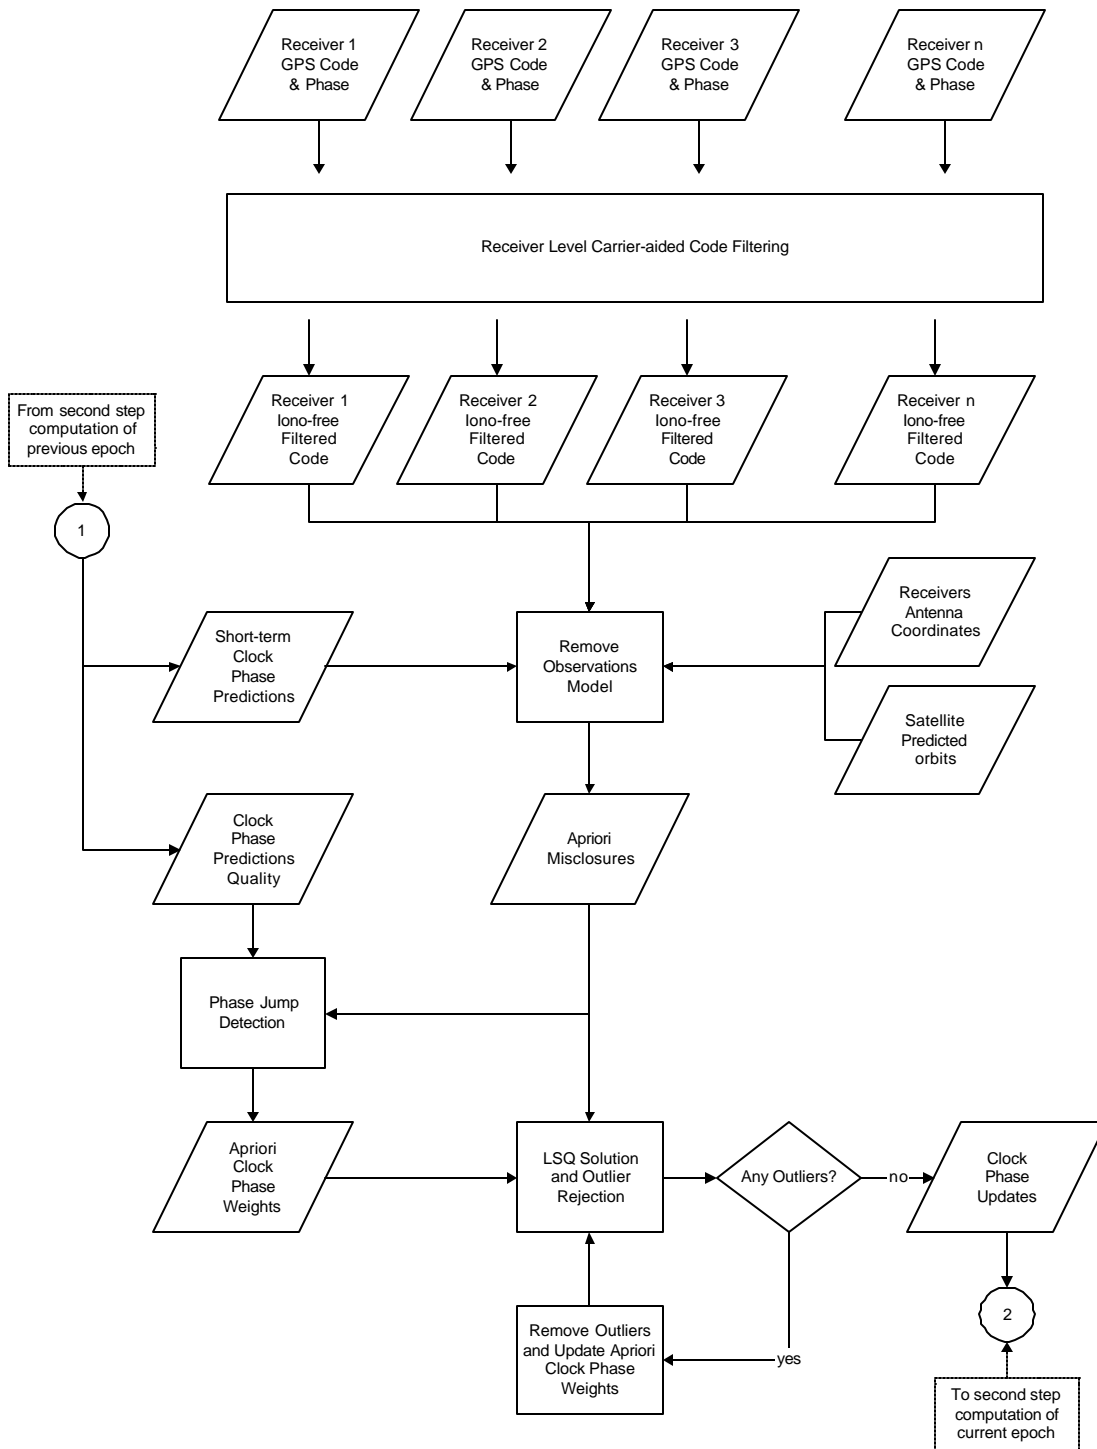 Receiver 1
GPS Code
& Phase
Receiver 2
GPS Code
& Phase
Receiver 3
GPS Code
& Phase
Receiver n
GPS Code
& Phase
Receiver Level Carrier-aided Code Filtering
Receiver 1
Iono-free
Filtered
Code
Receiver 2
Iono-free
Filtered
Code
Receiver 3
Iono-free
Filtered
Code
Receiver n
Iono-free
Filtered
Code
From second step
computation of
previous epoch
1
Short-term
Clock
Phase
Predictions
Remove
Observations
Model
Receivers
Antenna
Coordinates
Satellite
Predicted
orbits
Clock
Phase
Predictions
Quality
Apriori
Misclosures
Phase Jump
Detection
Apriori
Clock
Phase
Weights
LSQ Solution
and Outlier
Rejection
Any Outliers?
no
Clock
Phase
Updates
2
Remove Outliers
and Update Apriori
Clock Phase
Weights
yes
To second step
computation of
current epoch